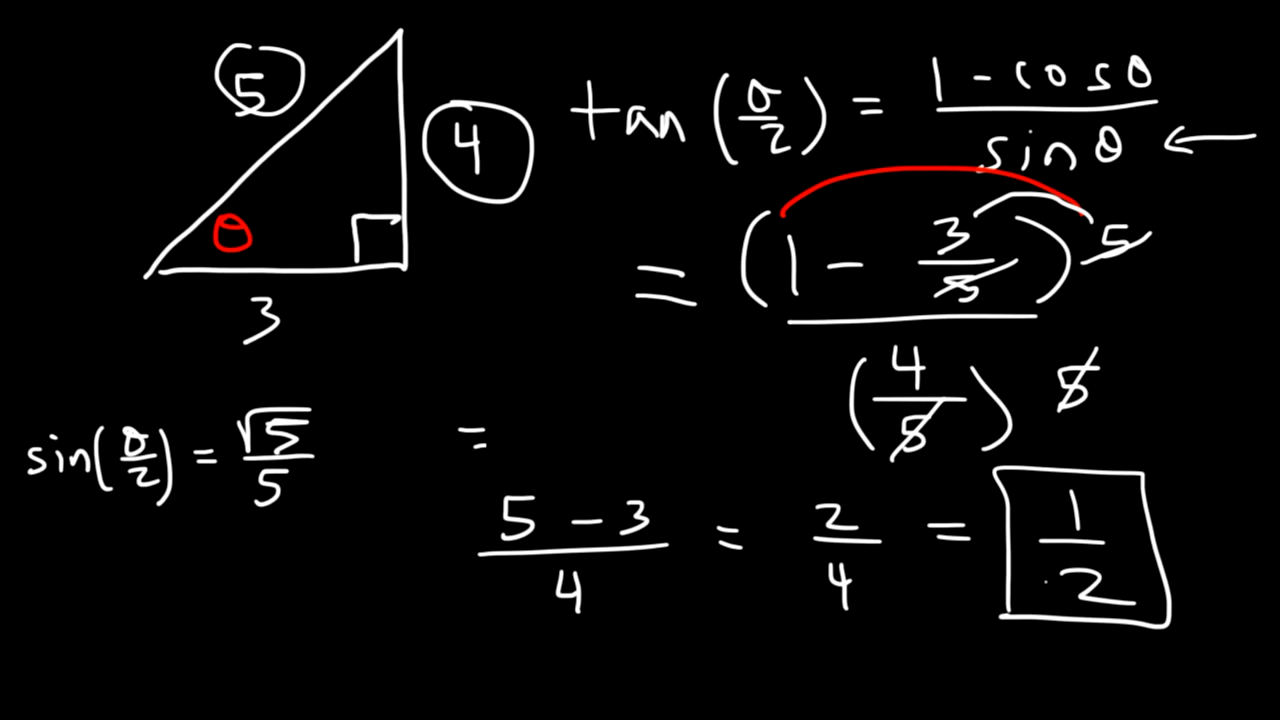 5
4
θ
3
tan(θ/2) = (1 - cosθ)/(sinθ) ←
= ((1 - 3/5) 5)/((4/5) 5)
sin(θ/2) = √5/5
=
(5 - 3)/4 = 2/4 = 1/2